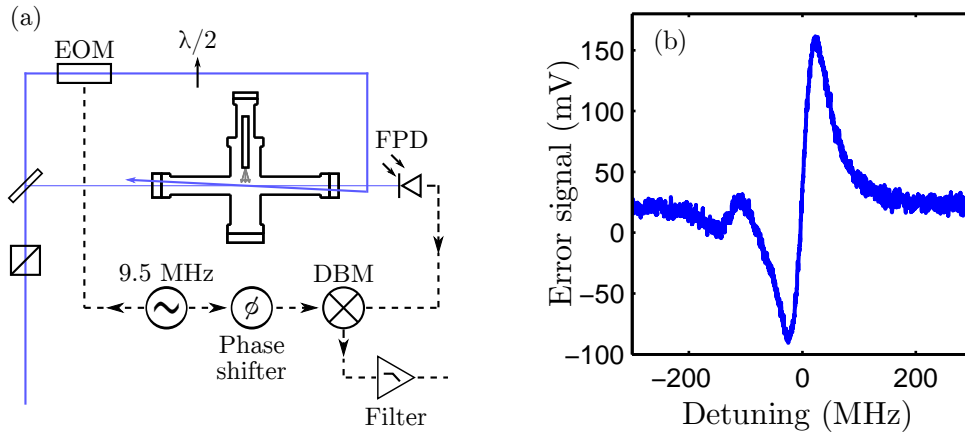 (a)
EOM
λ/2
FPD
9.5 MHz
DBM
ϕ
Phase
shifter
Filter
(b)
Error signal (mV)
150
100
50
0
−50
−100
−200
0
200
Detuning (MHz)